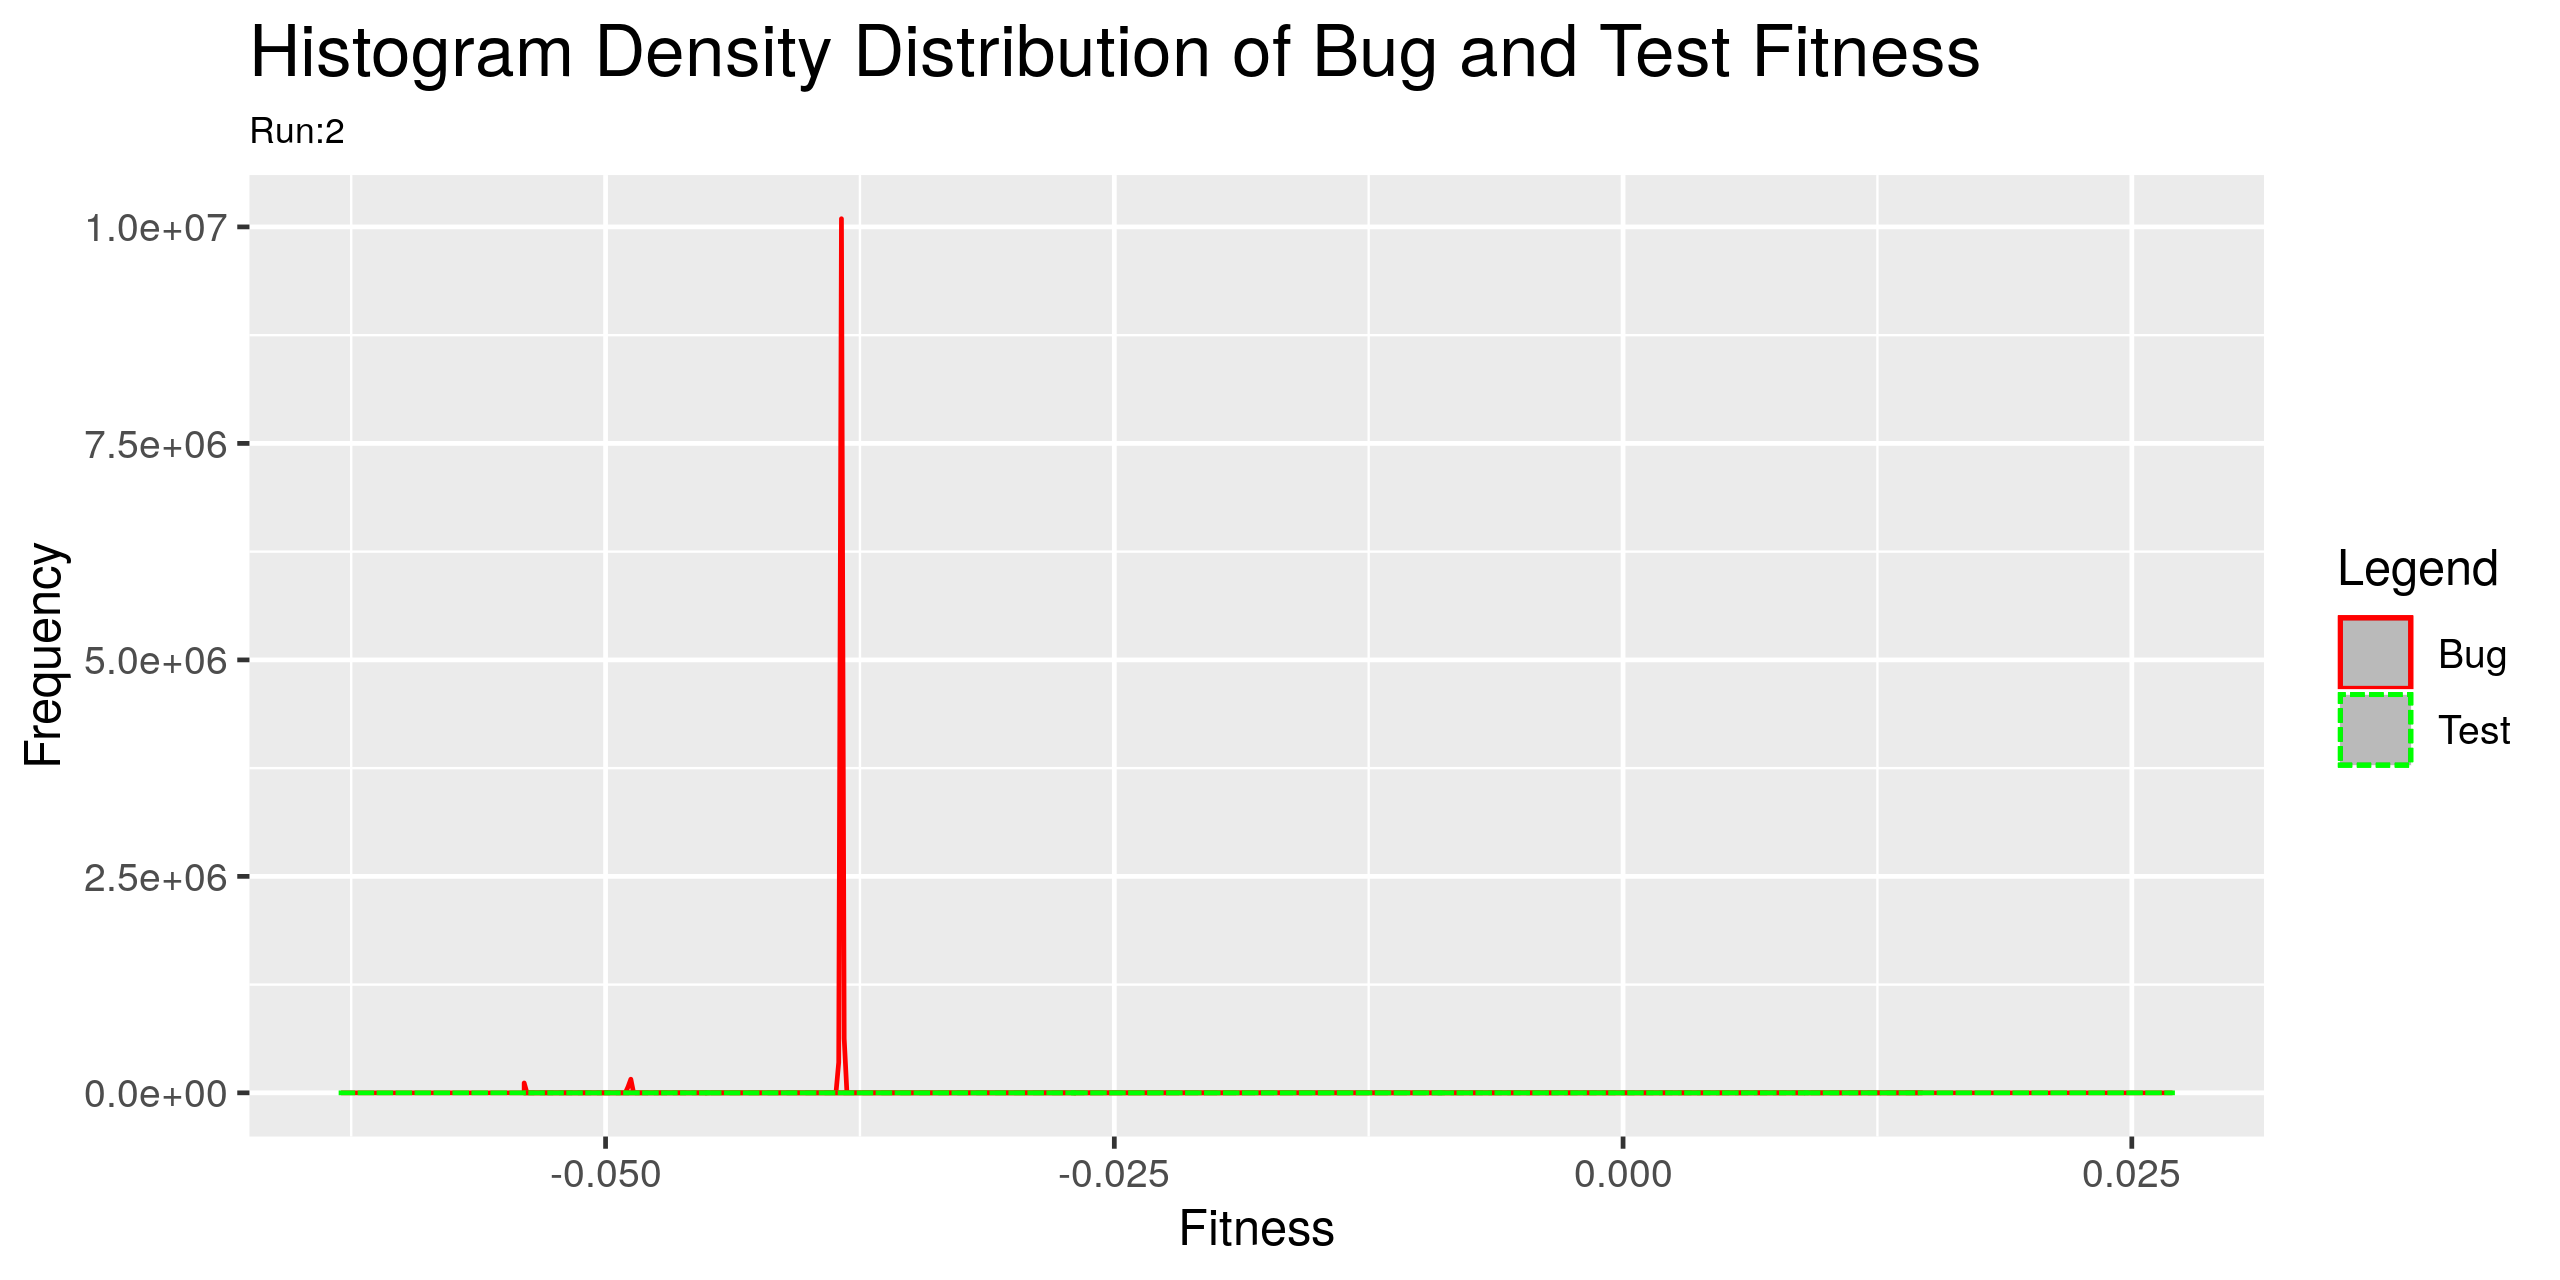 Histogram Density Distribution of Bug and Test Fitness
Run:2
1.0e+07
7.5e+06
5.0e+06
2.5e+06
0.0e+00
Frequency
-0.050
-0.025
0.000
0.025
Fitness
Legend
Bug
Test